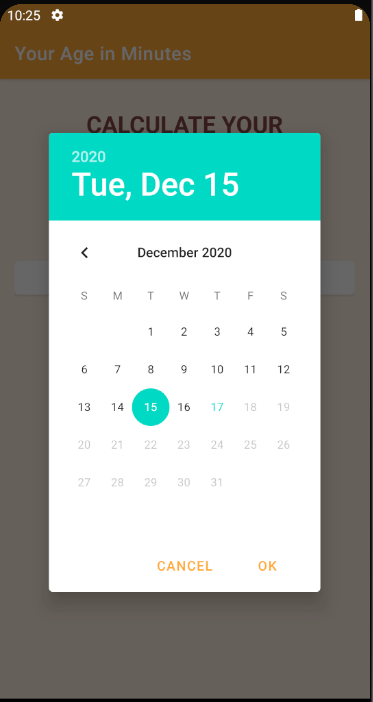 10:25
Your Age in Minutes
CALCULATE YOUR
2020
Tue, Dec 15
December 2020
S M T W T F S
1 2 3 4 5
6 7 8 9 10 11 12
13 14 15 16 17 18 19
20 21 22 23 24 25 26
27 28 29 30 31
CANCEL OK